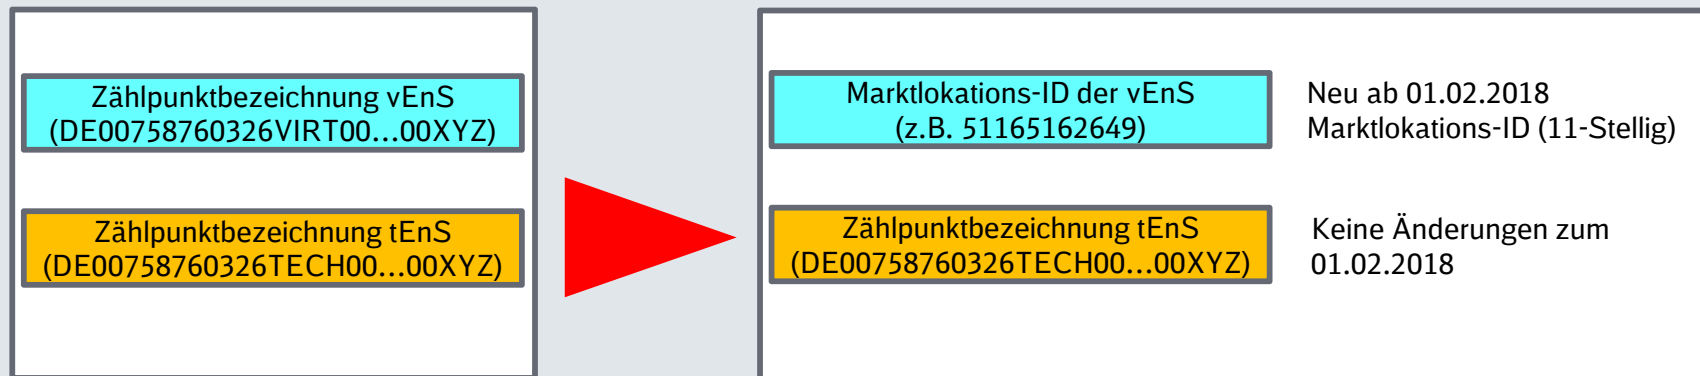 Zählpunktbezeichnung vEnS
(DE00758760326VIRT00...00XYZ)
Zählpunktbezeichnung tEnS
(DE00758760326TECH00...00XYZ)
Marktlokations-ID der vEnS
(z.B. 51165162649)
Neu ab 01.02.2018
Marktlokations-ID (11-Stellig)
Zählpunktbezeichnung tEnS
(DE00758760326TECH00...00XYZ)
Keine Änderungen zum
01.02.2018